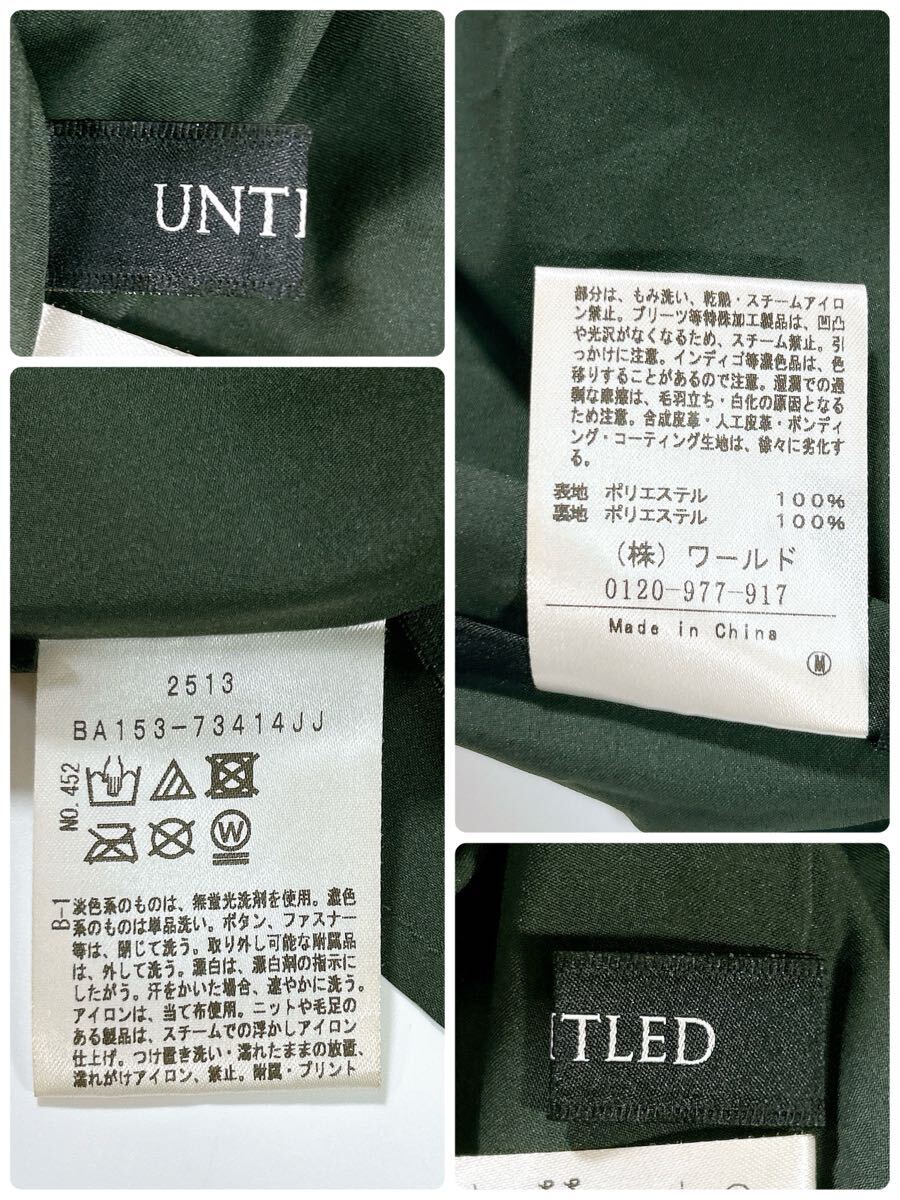 UNTI
部分は、もみ洗い、乾熱・スチームアイロ
ン禁止。プリーツ等特殊加工製品は、凹凸
や光沢がなくなるため、スチーム禁止。引
っかけに注意。インディゴ等濃色品は、色
移りすることがあるので注意。湿潤での過
剰な摩擦は、毛羽立ち・白化の原因となる
ため注意。合成皮革・人工皮革・ボンディ
ング・コーティング生地は、徐々に劣化す
る。
表地 ポリエステル 100%
裏地 ポリエステル 100%
(株) ワールド
0120-977-917
Made in China
M
2513
BA153-73414JJ
NO.452
W
B-1
淡色系のものは、無蛍光洗剤を使用。濃色
系のものは単品洗い。ボタン、ファスナー
等は、閉じて洗う。取り外し可能な附属品
は、外して洗う。漂白は、漂白剤の指示に
したがう。汗をかいた場合、速やかに洗う。
アイロンは、当て布使用。ニットや毛足の
ある製品は、スチームでの浮かしアイロン
仕上げ。つけ置き洗い・濡れたままの放置、
濡れがけアイロン、禁止。附属・プリント
ITLED